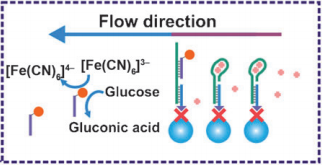 Flow direction
[Fe(CN)₆]⁴⁻ [Fe(CN)₆]³⁻
Glucose
Gluconic acid